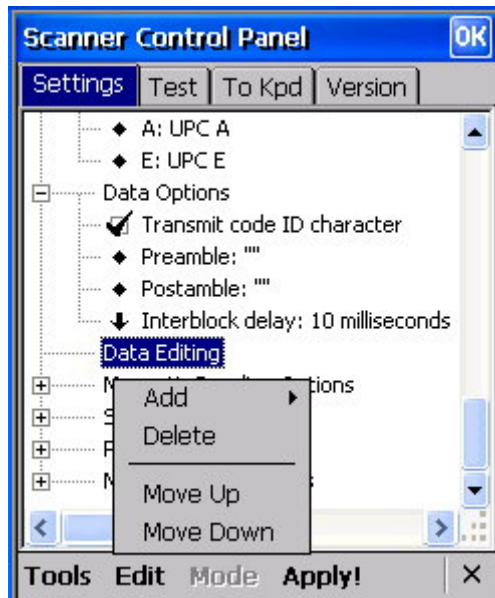 Scanner Control Panel OK
Settings Test To Kpd Version
A: UPC A
E: UPC E
Data Options
Transmit code ID character
Preamble: ""
Postamble: ""
Interblock delay: 10 milliseconds
Data Editing
Add
Delete
Move Up
Move Down
Tools Edit Mode Apply!